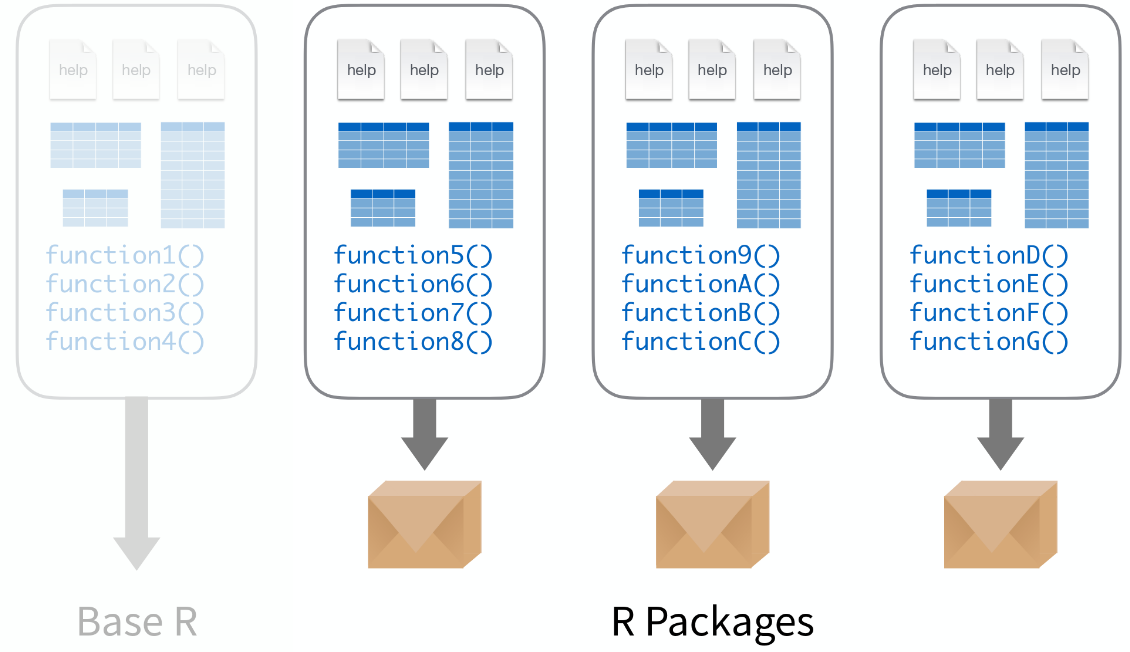 help help help
function1()
function2()
function3()
function4()
Base R
help help help
function5()
function6()
function7()
function8()
help help help
function9()
functionA()
functionB()
functionC()
help help help
functionD()
functionE()
functionF()
functionG()
R Packages